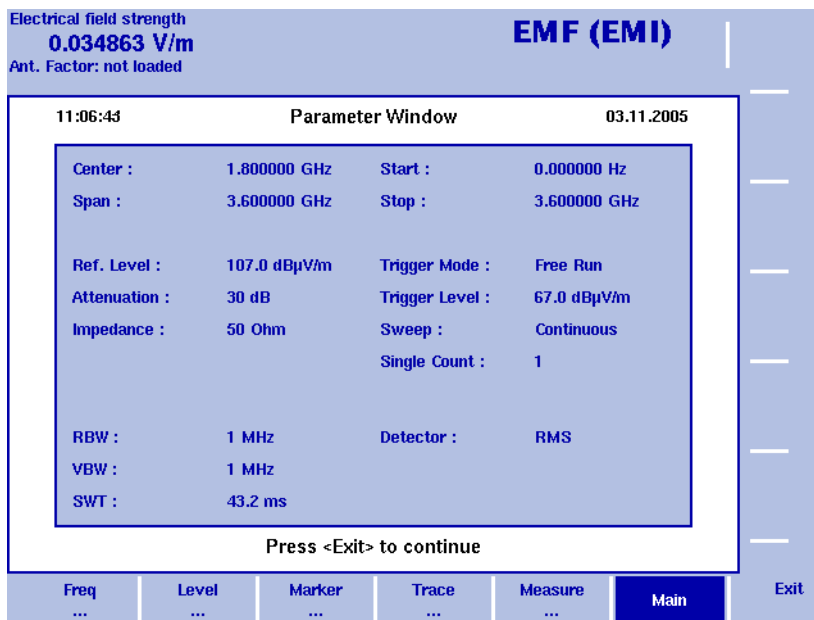 Electrical field strength
0.034863 V/m
EMF (EMI)
Ant. Factor: not loaded
11:06:43 Parameter Window 03.11.2005
Center : 1.800000 GHz Start : 0.000000 Hz
Span : 3.600000 GHz Stop : 3.600000 GHz
Ref. Level : 107.0 dBµV/m Trigger Mode : Free Run
Attenuation : 30 dB Trigger Level : 67.0 dBµV/m
Impedance : 50 Ohm Sweep : Continuous
Single Count : 1
RBW : 1 MHz Detector : RMS
VBW : 1 MHz
SWT : 43.2 ms
Press <Exit> to continue
Freq Level Marker Trace Measure Main Exit
... ... ... ... ...